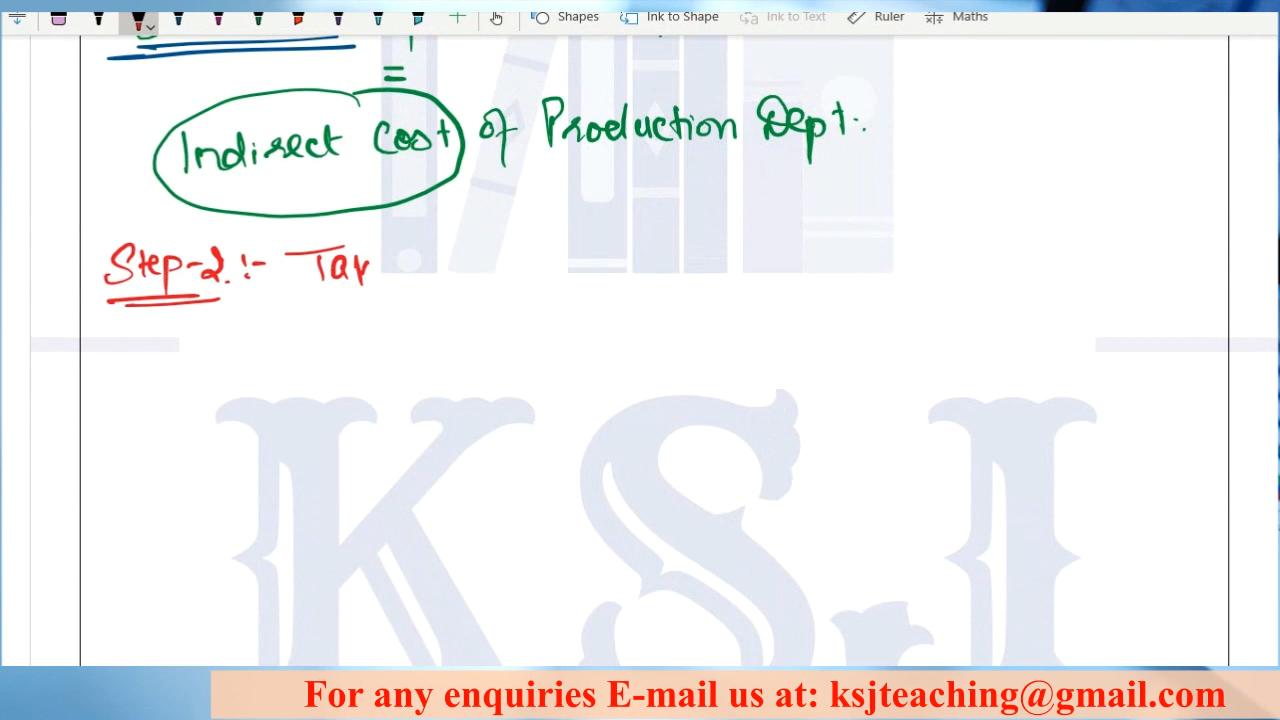 Shapes Ink to Shape Ink to Text Ruler Maths
=
Indirect Cost of Production Dept.
Step-2 :- Tar
KSJ
For any enquiries E-mail us at: ksjteaching@gmail.com